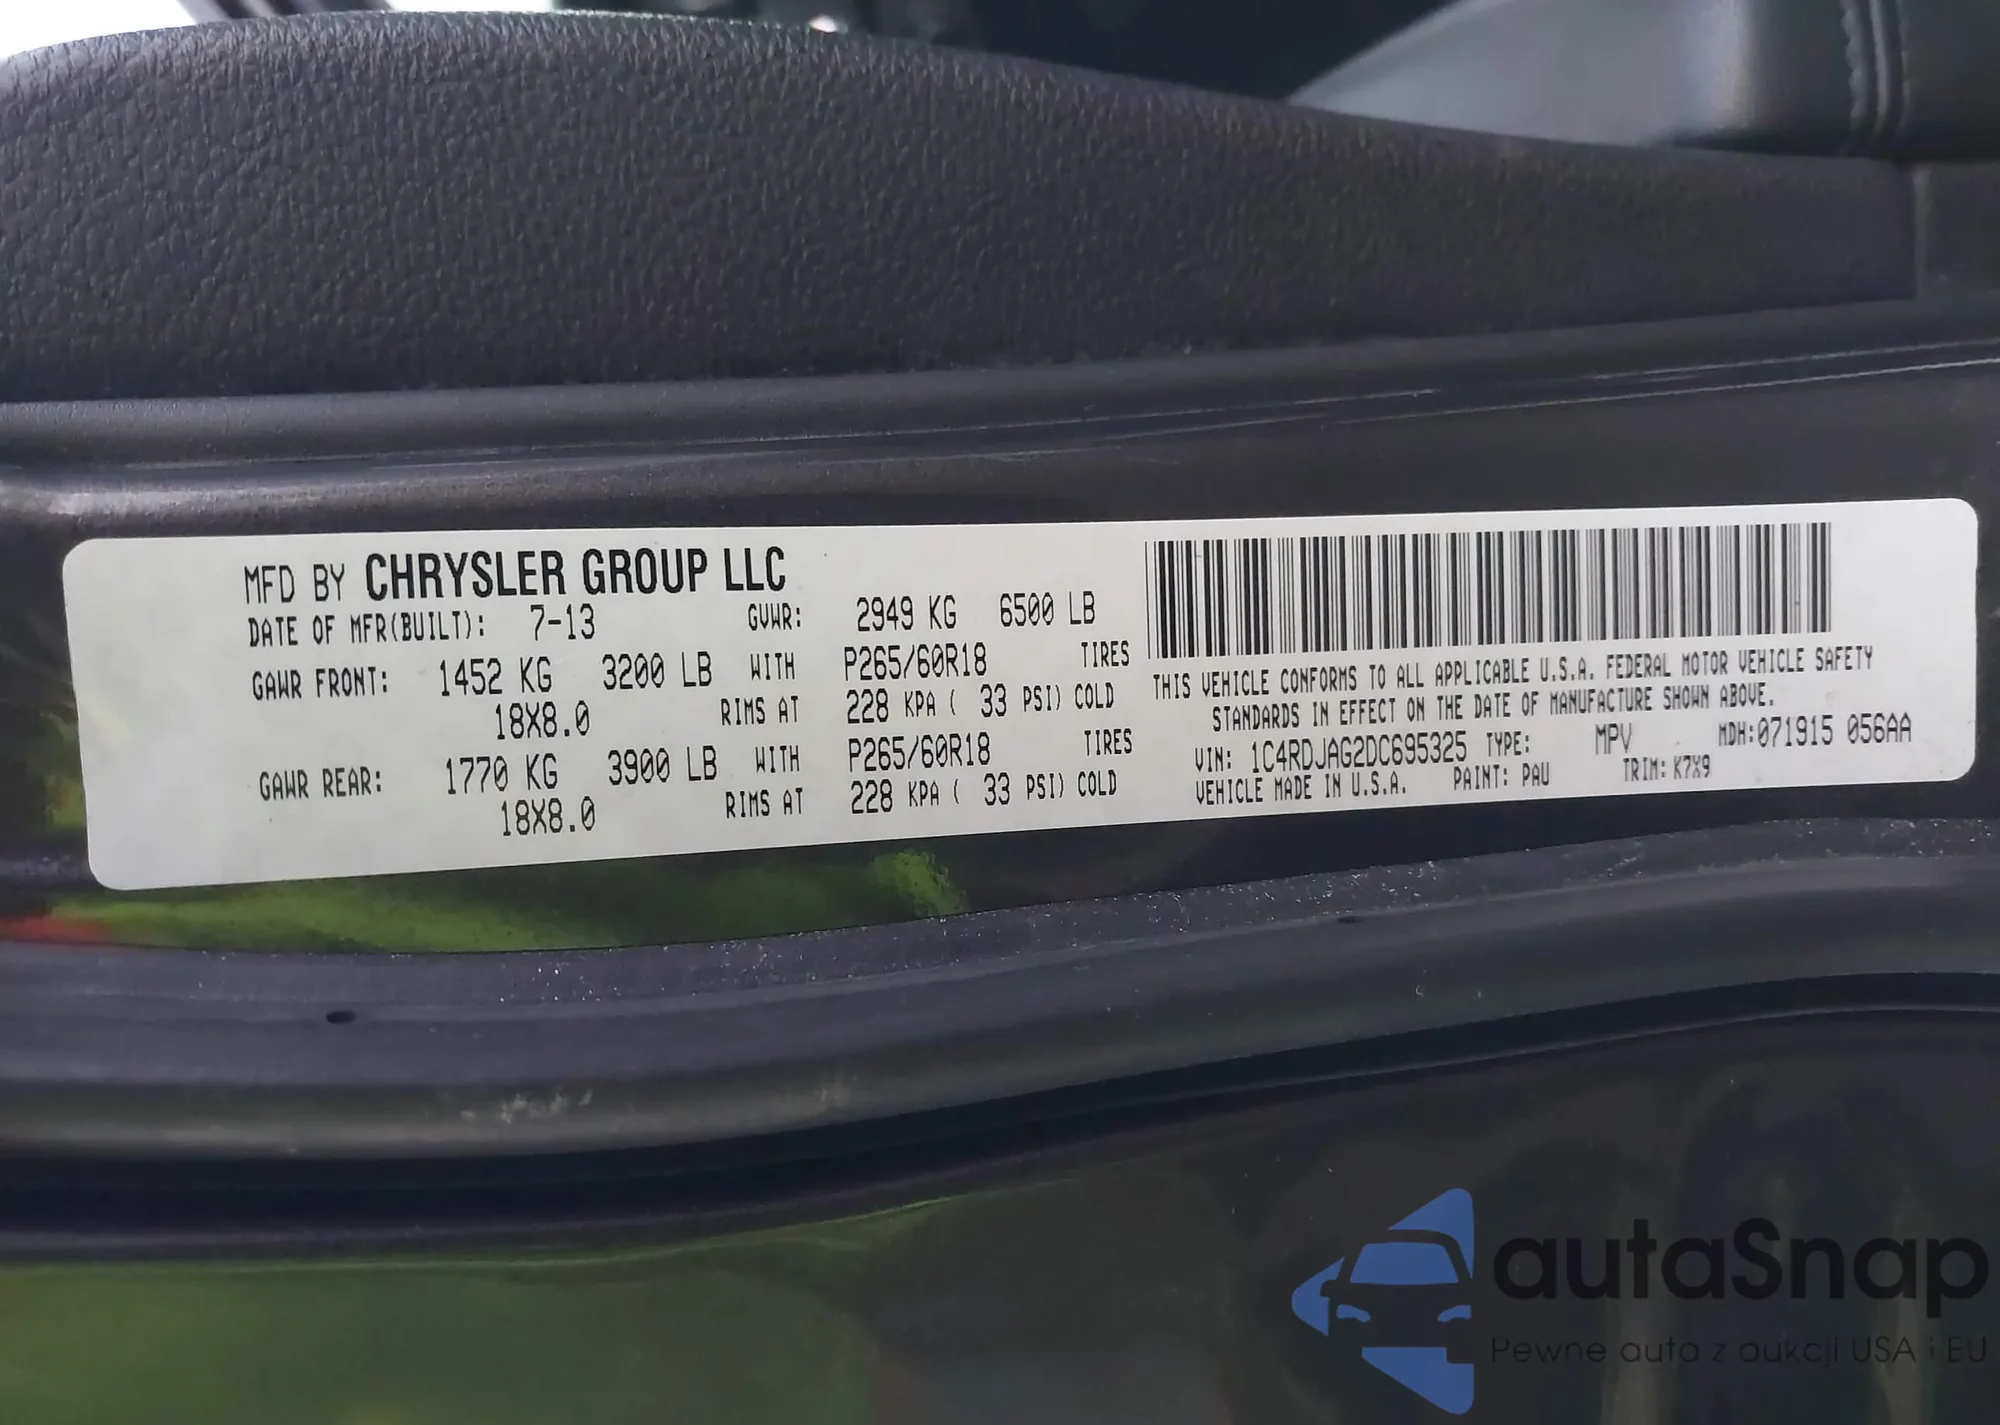 MFD BY CHRYSLER GROUP LLC
DATE OF MFR(BUILT): 7-13 GVWR: 2949 KG 6500 LB
GAWR FRONT: 1452 KG 3200 LB WITH P265/60R18 TIRES
18X8.0 RIMS AT 228 KPA ( 33 PSI) COLD
GAWR REAR: 1770 KG 3900 LB WITH P265/60R18 TIRES
18X8.0 RIMS AT 228 KPA ( 33 PSI) COLD
THIS VEHICLE CONFORMS TO ALL APPLICABLE U.S.A. FEDERAL MOTOR VEHICLE SAFETY
STANDARDS IN EFFECT ON THE DATE OF MANUFACTURE SHOWN ABOVE.
VIN: 1C4RDJAG2DC695325 TYPE: MPV MDH:071915 056AA
VEHICLE MADE IN U.S.A. PAINT: PAU TRIM: K7X9
autaSnap
Pewne auta z aukcji USA i EU